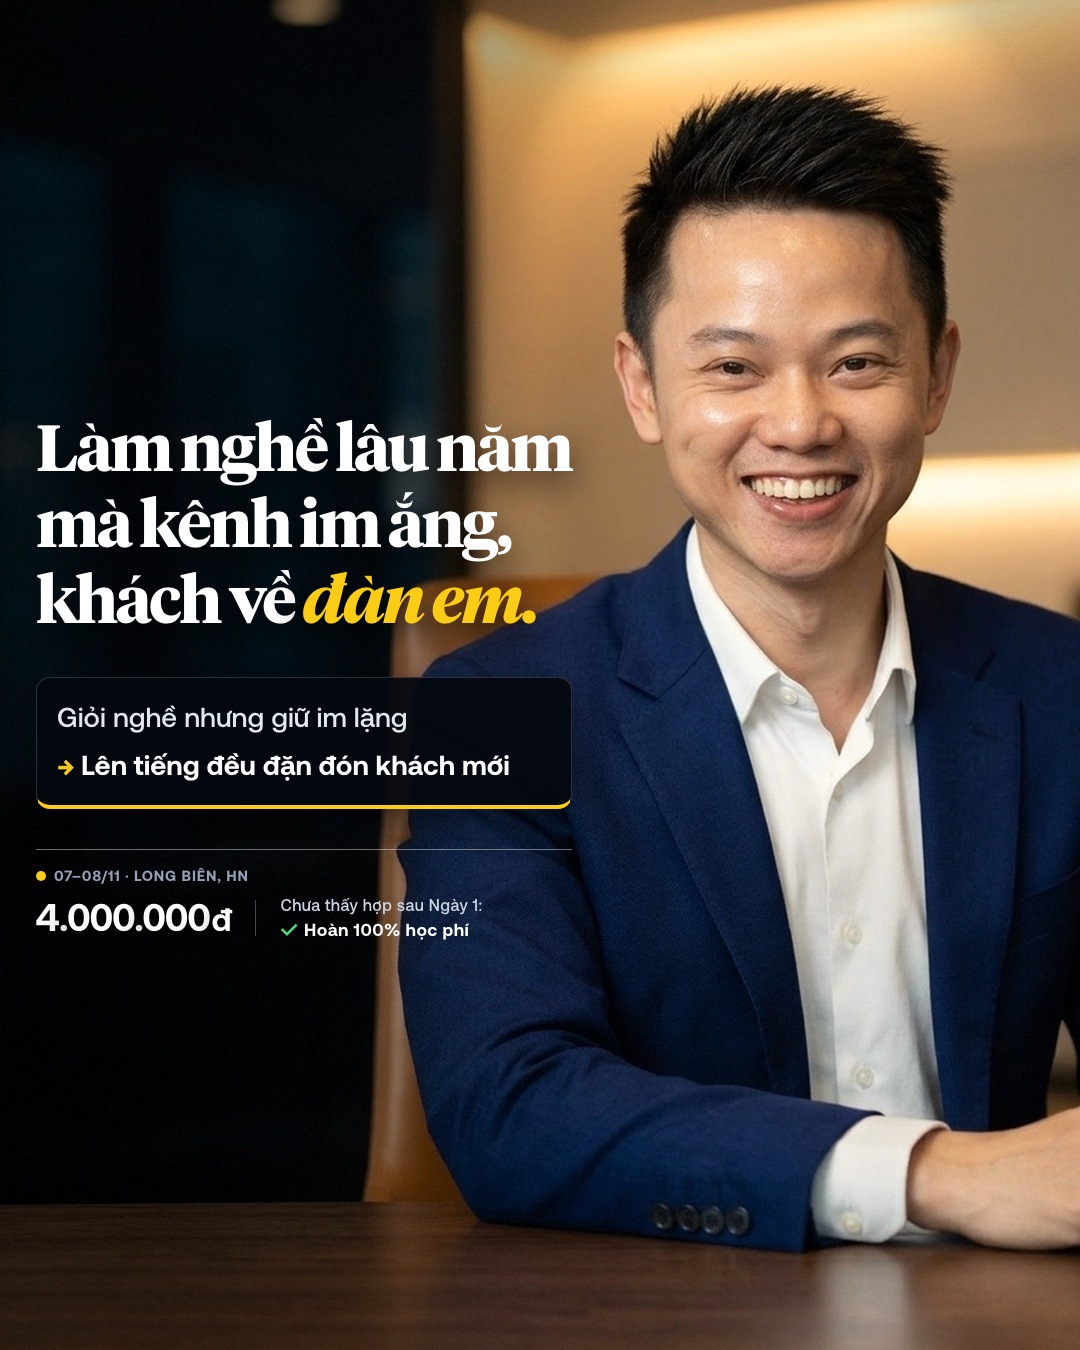 Làm nghề lâu năm
mà kênh im ắng,
khách về đàn em.
Giỏi nghề nhưng giữ im lặng
→ Lên tiếng đều đặn đón khách mới
07–08/11 · LONG BIÊN, HN
4.000.000đ
Chưa thấy hợp sau Ngày 1:
✓ Hoàn 100% học phí